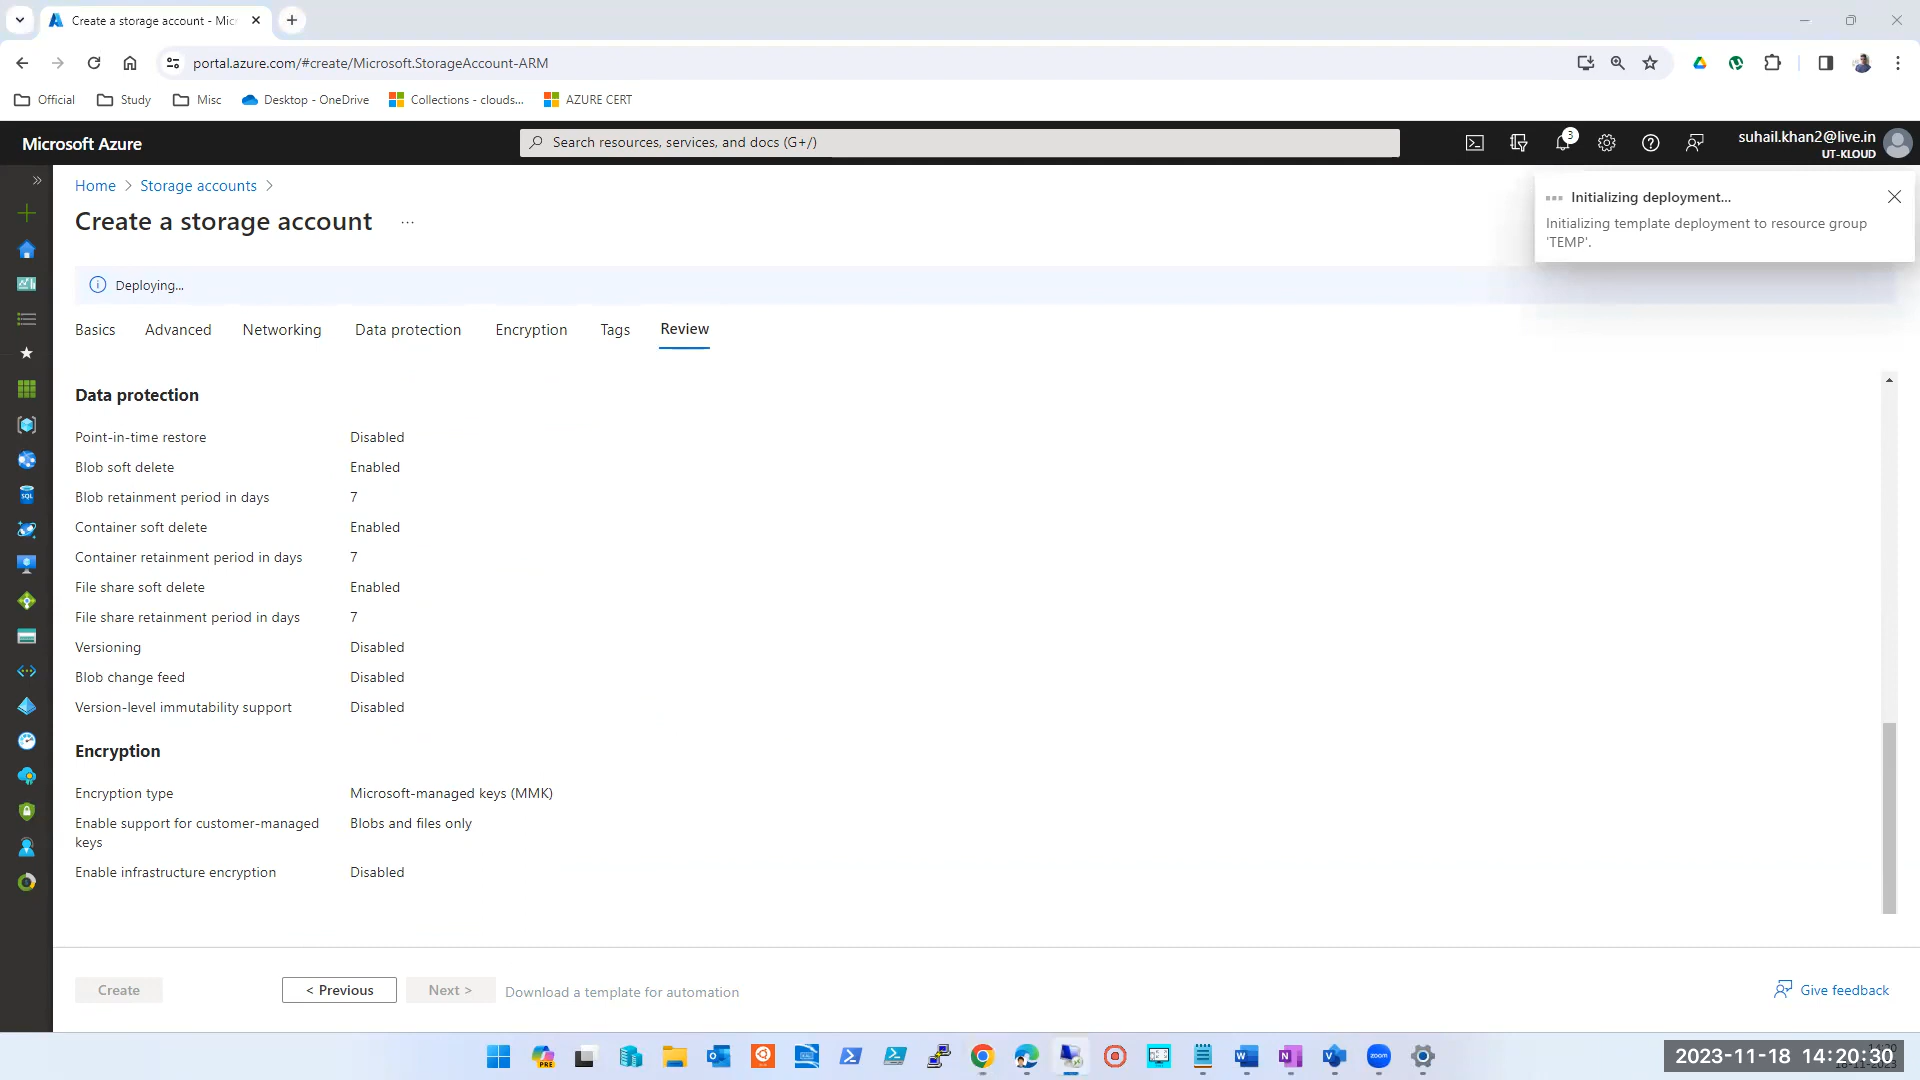 Create a storage account - Mic
portal.azure.com/#create/Microsoft.StorageAccount-ARM
Official
Study
Misc
Desktop - OneDrive
Collections - clouds...
AZURE CERT
Microsoft Azure
Search resources, services, and docs (G+/)
3
suhail.khan2@live.in
UT-KLOUD
Home > Storage accounts >
Create a storage account ...
Initializing deployment...
Initializing template deployment to resource group
'TEMP'.
Deploying...
Basics
Advanced
Networking
Data protection
Encryption
Tags
Review
Data protection
Point-in-time restore Disabled
Blob soft delete Enabled
Blob retainment period in days 7
Container soft delete Enabled
Container retainment period in days 7
File share soft delete Enabled
File share retainment period in days 7
Versioning Disabled
Blob change feed Disabled
Version-level immutability support Disabled
Encryption
Encryption type Microsoft-managed keys (MMK)
Enable support for customer-managed
keys
Blobs and files only
Enable infrastructure encryption Disabled
Create
< Previous
Next >
Download a template for automation
Give feedback
SQL
PRE
zoom
2023-11-18 14:20:30